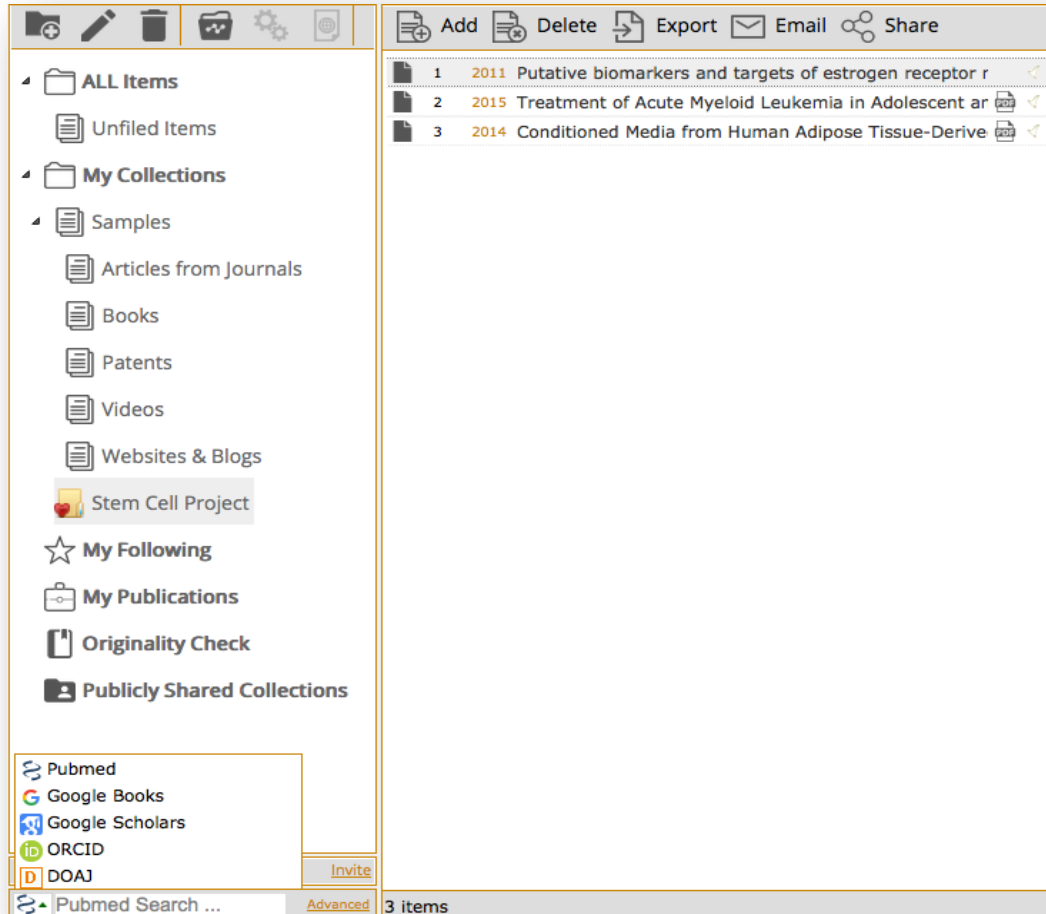 Add Delete Export Email Share
ALL Items
Unfiled Items
My Collections
Samples
Articles from Journals
Books
Patents
Videos
Websites & Blogs
Stem Cell Project
My Following
My Publications
Originality Check
Publicly Shared Collections
Pubmed
Google Books
Google Scholars
iD ORCID
D DOAJ
Invite
Pubmed Search ... Advanced
1 2011 Putative biomarkers and targets of estrogen receptor r
2 2015 Treatment of Acute Myeloid Leukemia in Adolescent ar PDF
3 2014 Conditioned Media from Human Adipose Tissue-Derive PDF
3 items